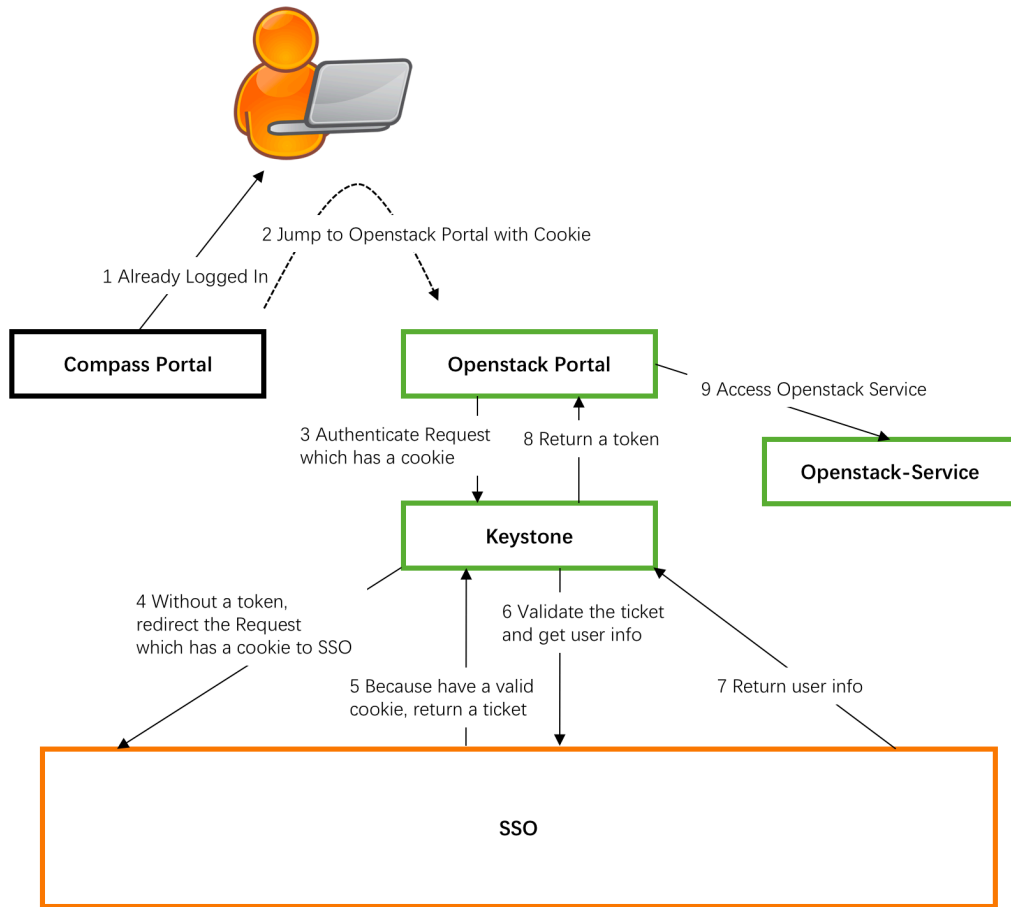 2 Jump to Openstack Portal with Cookie
1 Already Logged In
Compass Portal
Openstack Portal
9 Access Openstack Service
3 Authenticate Request
which has a cookie
8 Return a token
Openstack-Service
Keystone
4 Without a token,
redirect the Request
which has a cookie to SSO
6 Validate the ticket
and get user info
5 Because have a valid
cookie, return a ticket
7 Return user info
SSO